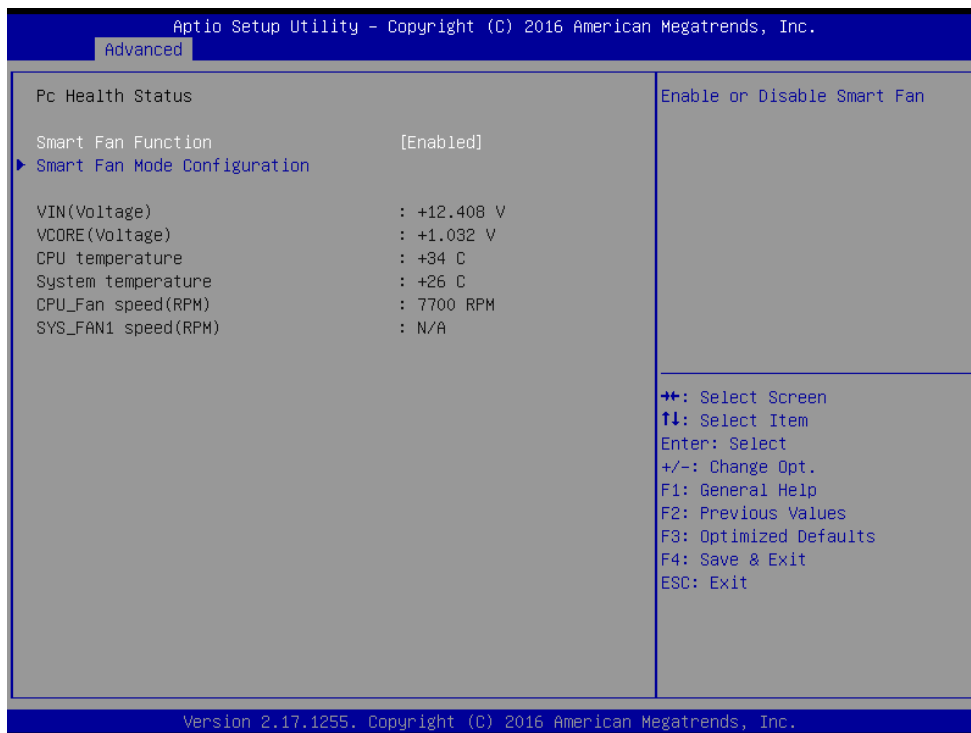 Aptio Setup Utility – Copyright (C) 2016 American Megatrends, Inc.
Advanced
Pc Health Status
Smart Fan Function [Enabled]
Smart Fan Mode Configuration
VIN(Voltage) : +12.408 V
VCORE(Voltage) : +1.032 V
CPU temperature : +34 C
System temperature : +26 C
CPU_Fan speed(RPM) : 7700 RPM
SYS_FAN1 speed(RPM) : N/A
Enable or Disable Smart Fan
→←: Select Screen
↑↓: Select Item
Enter: Select
+/-: Change Opt.
F1: General Help
F2: Previous Values
F3: Optimized Defaults
F4: Save & Exit
ESC: Exit
Version 2.17.1255. Copyright (C) 2016 American Megatrends, Inc.